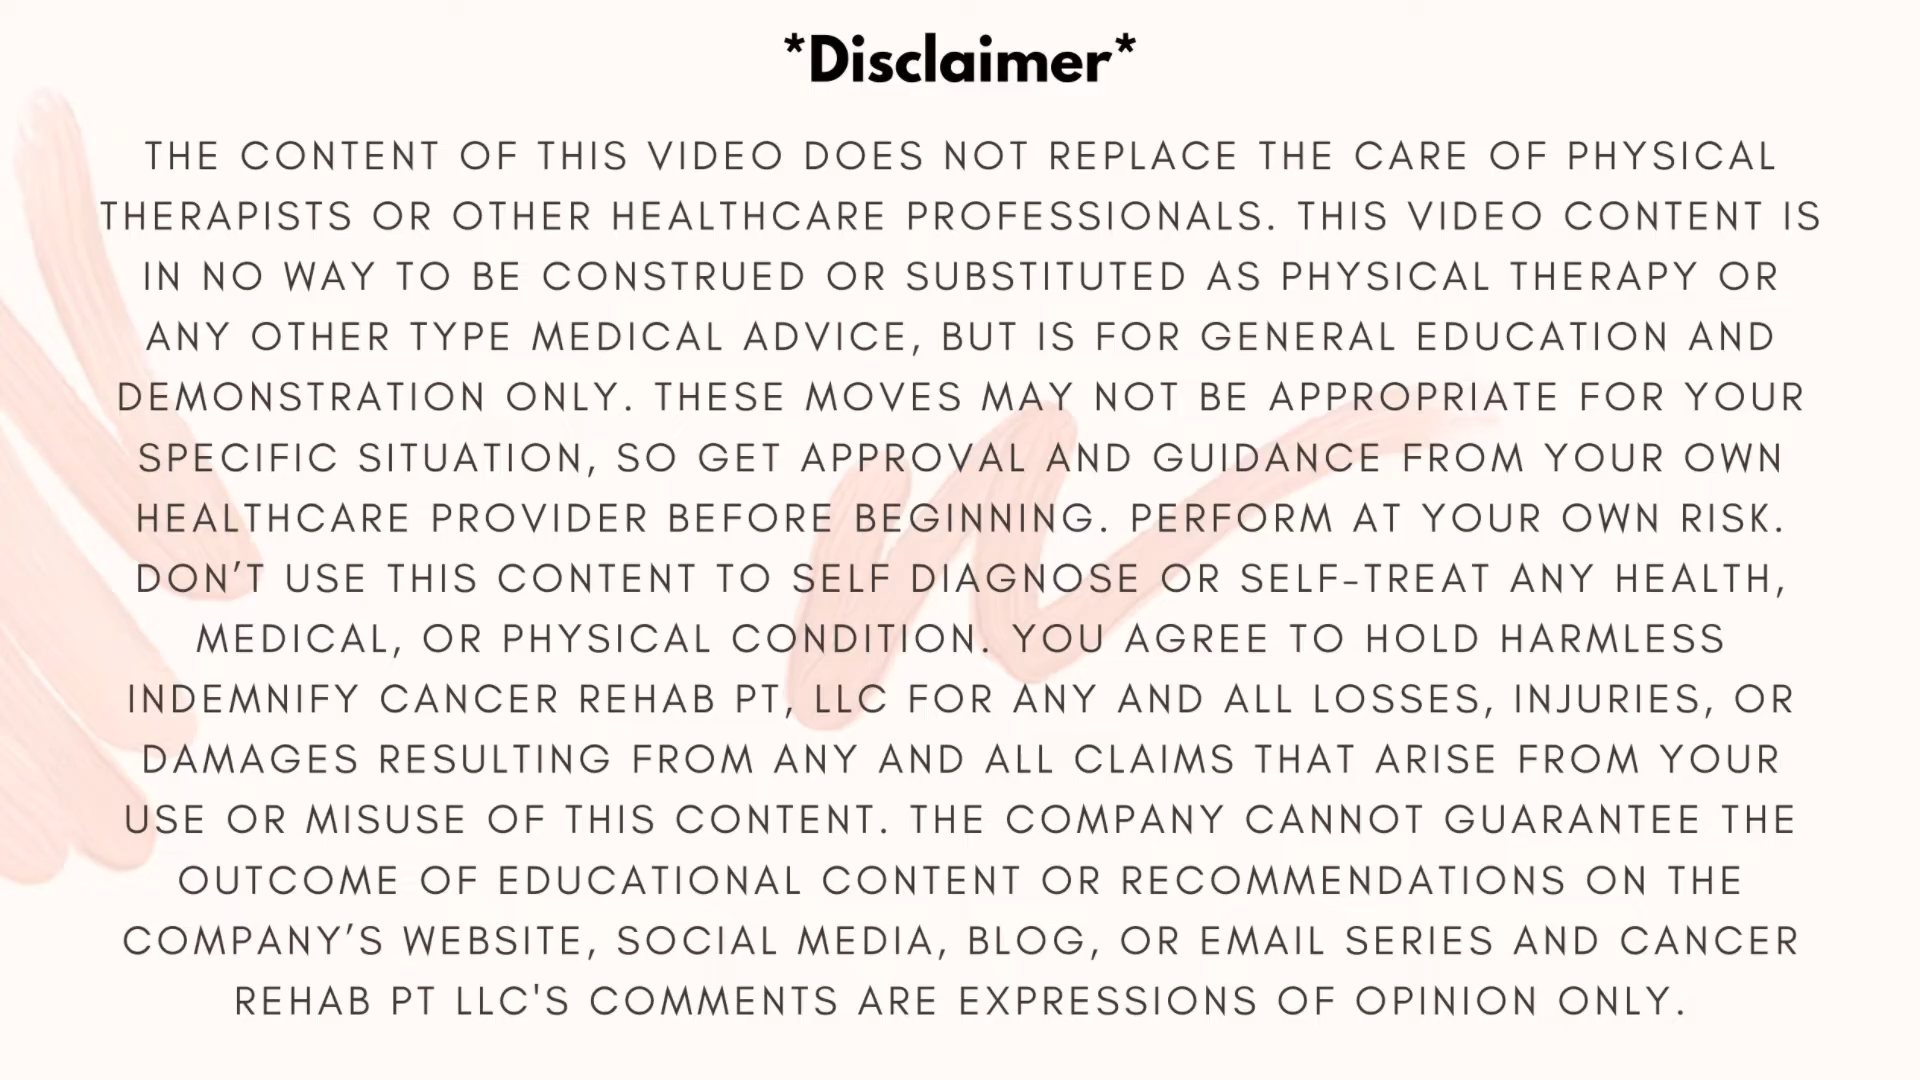 *Disclaimer*
THE CONTENT OF THIS VIDEO DOES NOT REPLACE THE CARE OF PHYSICAL
THERAPISTS OR OTHER HEALTHCARE PROFESSIONALS. THIS VIDEO CONTENT IS
IN NO WAY TO BE CONSTRUED OR SUBSTITUTED AS PHYSICAL THERAPY OR
ANY OTHER TYPE MEDICAL ADVICE, BUT IS FOR GENERAL EDUCATION AND
DEMONSTRATION ONLY. THESE MOVES MAY NOT BE APPROPRIATE FOR YOUR
SPECIFIC SITUATION, SO GET APPROVAL AND GUIDANCE FROM YOUR OWN
HEALTHCARE PROVIDER BEFORE BEGINNING. PERFORM AT YOUR OWN RISK.
DON’T USE THIS CONTENT TO SELF DIAGNOSE OR SELF-TREAT ANY HEALTH,
MEDICAL, OR PHYSICAL CONDITION. YOU AGREE TO HOLD HARMLESS
INDEMNIFY CANCER REHAB PT, LLC FOR ANY AND ALL LOSSES, INJURIES, OR
DAMAGES RESULTING FROM ANY AND ALL CLAIMS THAT ARISE FROM YOUR
USE OR MISUSE OF THIS CONTENT. THE COMPANY CANNOT GUARANTEE THE
OUTCOME OF EDUCATIONAL CONTENT OR RECOMMENDATIONS ON THE
COMPANY’S WEBSITE, SOCIAL MEDIA, BLOG, OR EMAIL SERIES AND CANCER
REHAB PT LLC'S COMMENTS ARE EXPRESSIONS OF OPINION ONLY.